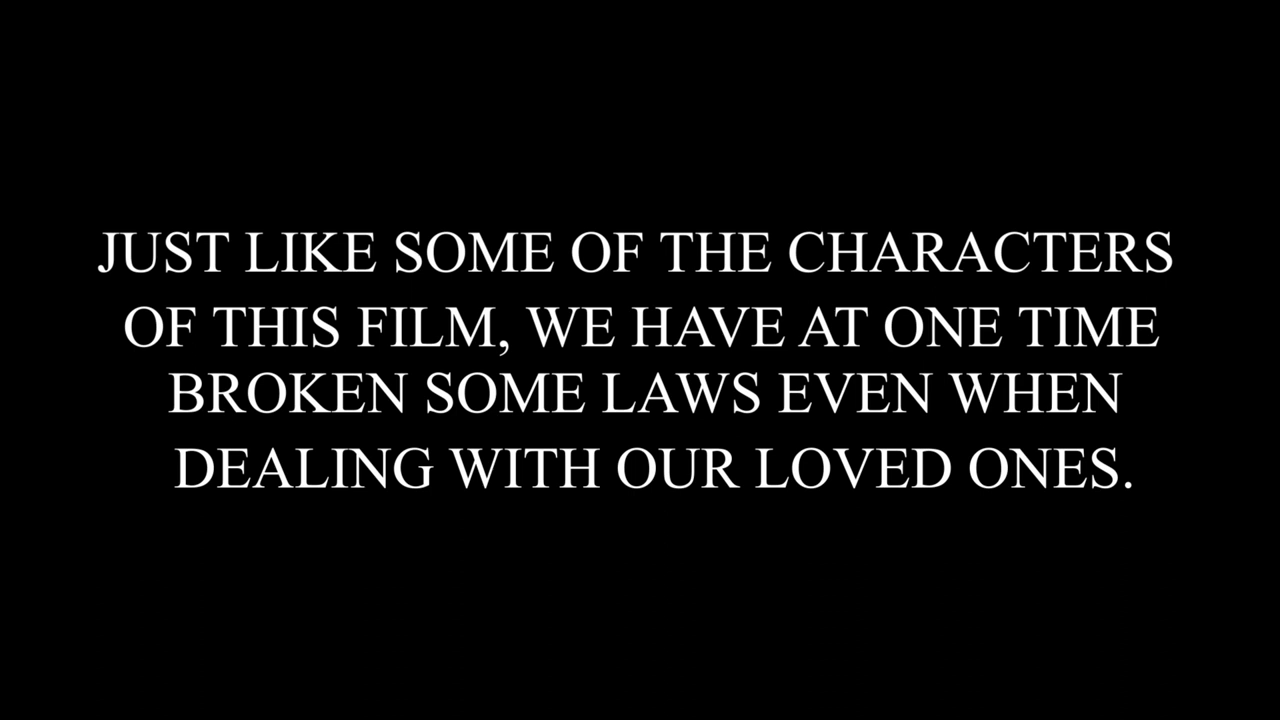 JUST LIKE SOME OF THE CHARACTERS
OF THIS FILM, WE HAVE AT ONE TIME
BROKEN SOME LAWS EVEN WHEN
DEALING WITH OUR LOVED ONES.